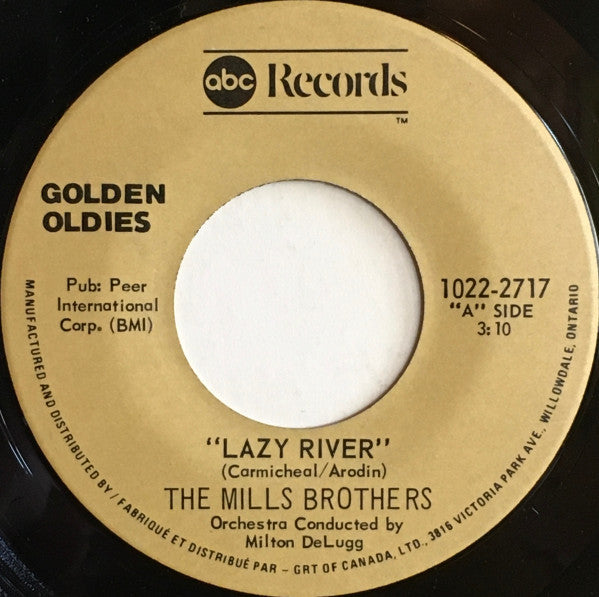 abc Records
TM
GOLDEN
OLDIES
Pub: Peer
International
Corp. (BMI)
1022-2717
"A" SIDE
3:10
"LAZY RIVER"
(Carmicheal/Arodin)
THE MILLS BROTHERS
Orchestra Conducted by
Milton DeLugg
MANUFACTURED AND DISTRIBUTED BY / FABRIQUÉ ET DISTRIBUÉ PAR - GRT OF CANADA, LTD., 3816 VICTORIA PARK AVE., WILLOWDALE, ONTARIO